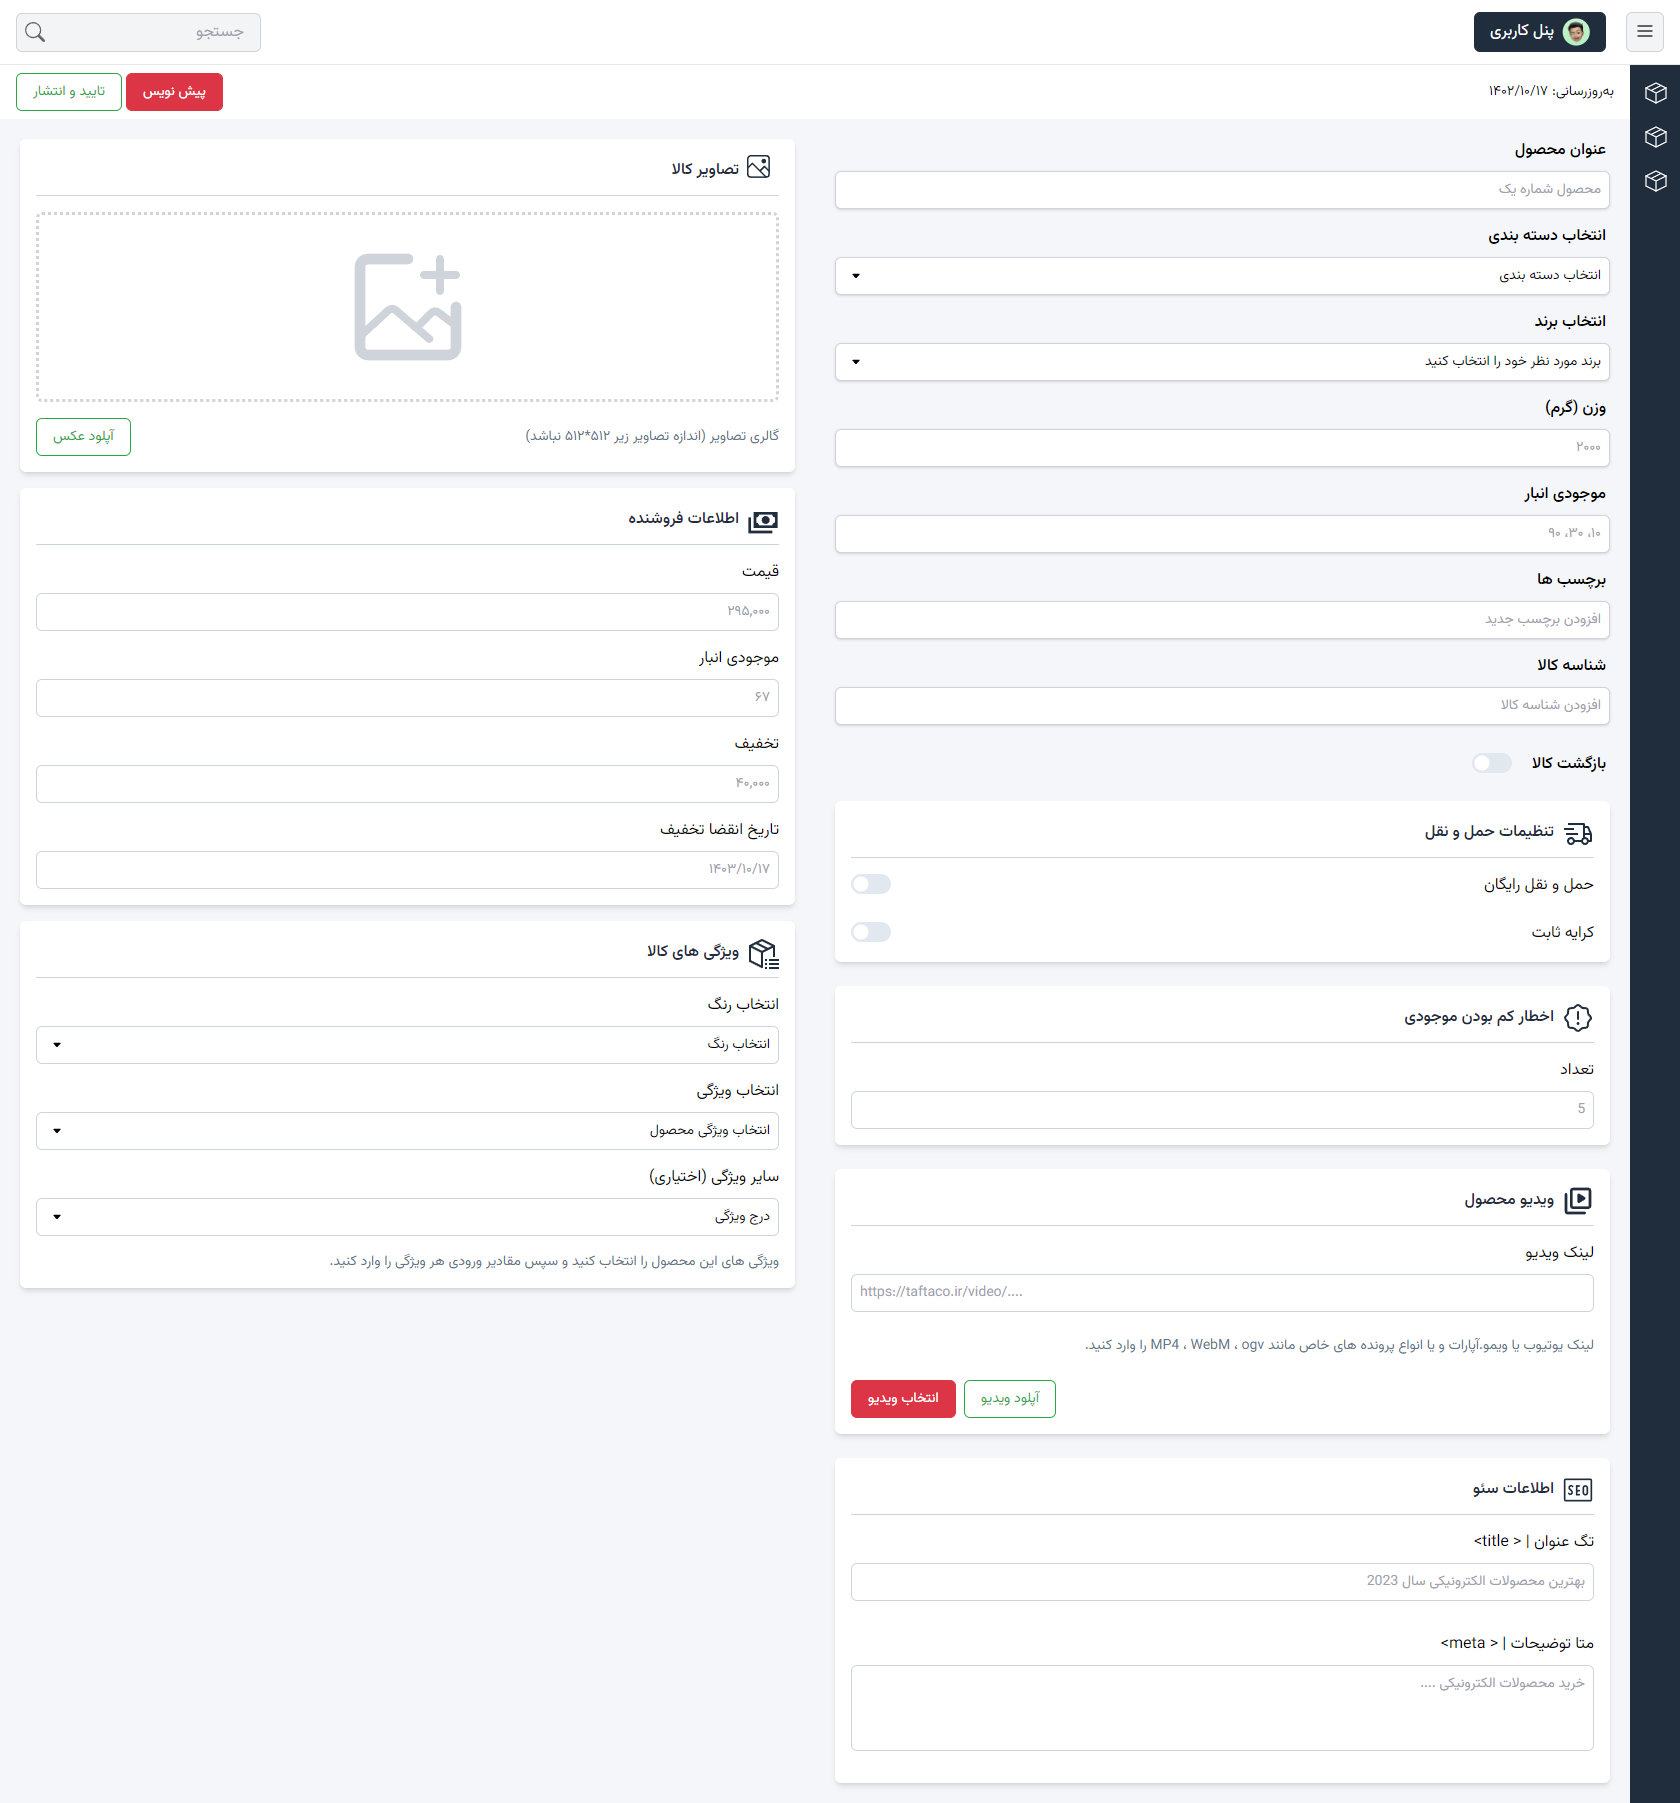 پنل کاربری
جستجو
به‌روزرسانی: ۱۴۰۲/۱۰/۱۷
پیش نویس
تایید و انتشار
عنوان محصول
محصول شماره یک
انتخاب دسته بندی
انتخاب دسته بندی
انتخاب برند
برند مورد نظر خود را انتخاب کنید
وزن (گرم)
۲۰۰۰
موجودی انبار
۱۰، ۳۰، ۹۰
برچسب ها
افزودن برچسب جدید
شناسه کالا
افزودن شناسه کالا
بازگشت کالا
تنظیمات حمل و نقل
حمل و نقل رایگان
کرایه ثابت
اخطار کم بودن موجودی
تعداد
5
ویدیو محصول
لینک ویدیو
https://taftaco.ir/video/....
لینک یوتیوب یا ویمو.آپارات و یا انواع پرونده های خاص مانند MP4 ، WebM ، ogv را وارد کنید.
آپلود ویدیو
انتخاب ویدیو
SEO
اطلاعات سئو
تگ عنوان | < title>
بهترین محصولات الکترونیکی سال 2023
متا توضیحات | < meta>
خرید محصولات الکترونیکی ....
تصاویر کالا
گالری تصاویر (اندازه تصاویر زیر ۵۱۲*۵۱۲ نباشد)
آپلود عکس
اطلاعات فروشنده
قیمت
۲۹۵,۰۰۰
موجودی انبار
۶۷
تخفیف
۴۰,۰۰۰
تاریخ انقضا تخفیف
۱۴۰۳/۱۰/۱۷
ویژگی های کالا
انتخاب رنگ
انتخاب رنگ
انتخاب ویژگی
انتخاب ویژگی محصول
سایر ویژگی (اختیاری)
درج ویژگی
ویژگی های این محصول را انتخاب کنید و سپس مقادیر ورودی هر ویژگی را وارد کنید.